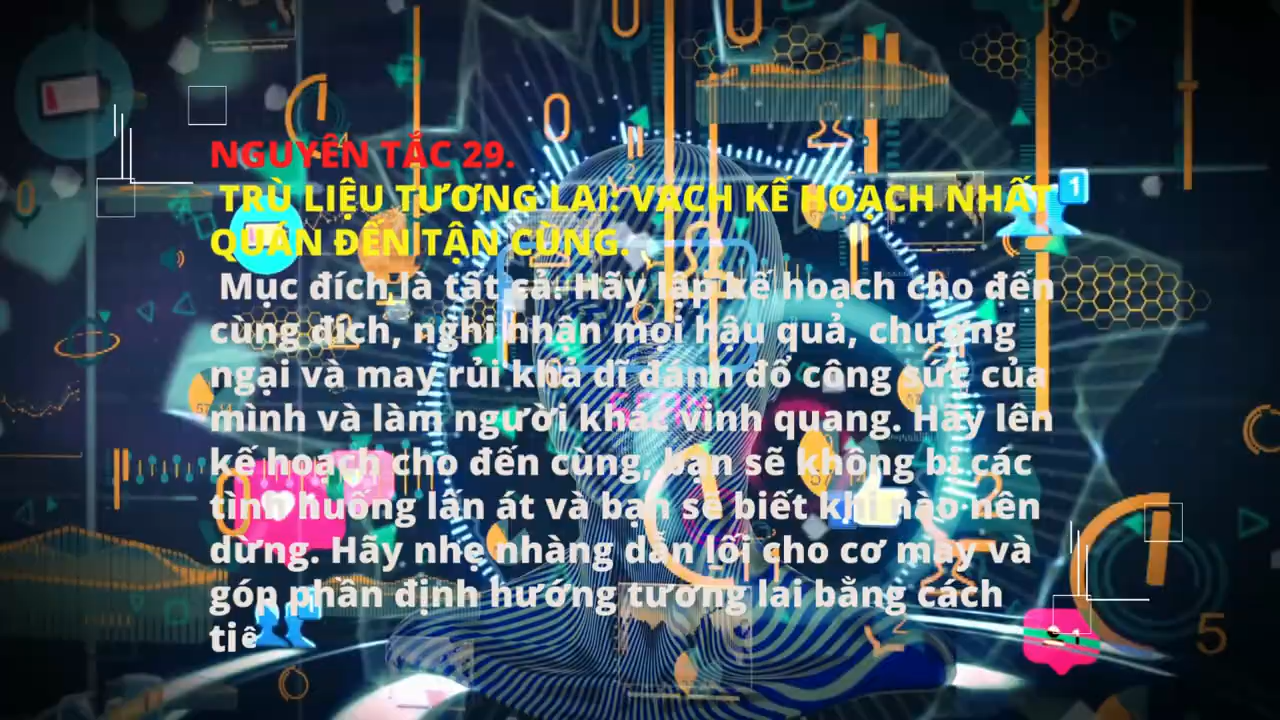 NGUYÊN TẮC 29.
TRÙ LIỆU TƯƠNG LAI: VẠCH KẾ HOẠCH NHẤT
QUÁN ĐẾN TẬN CÙNG.
Mục đích là tất cả. Hãy lập kế hoạch cho đến
cùng đích, nghi nhận mọi hậu quả, chướng
ngại và may rủi khả dĩ đánh đổ công sức của
mình và làm người khác vinh quang. Hãy lên
kế hoạch cho đến cùng, bạn sẽ không bị các
tình huống lấn át và bạn sẽ biết khi nào nên
dừng. Hãy nhẹ nhàng dẫn lối cho cơ may và
góp phần định hướng tương lai bằng cách
tiê